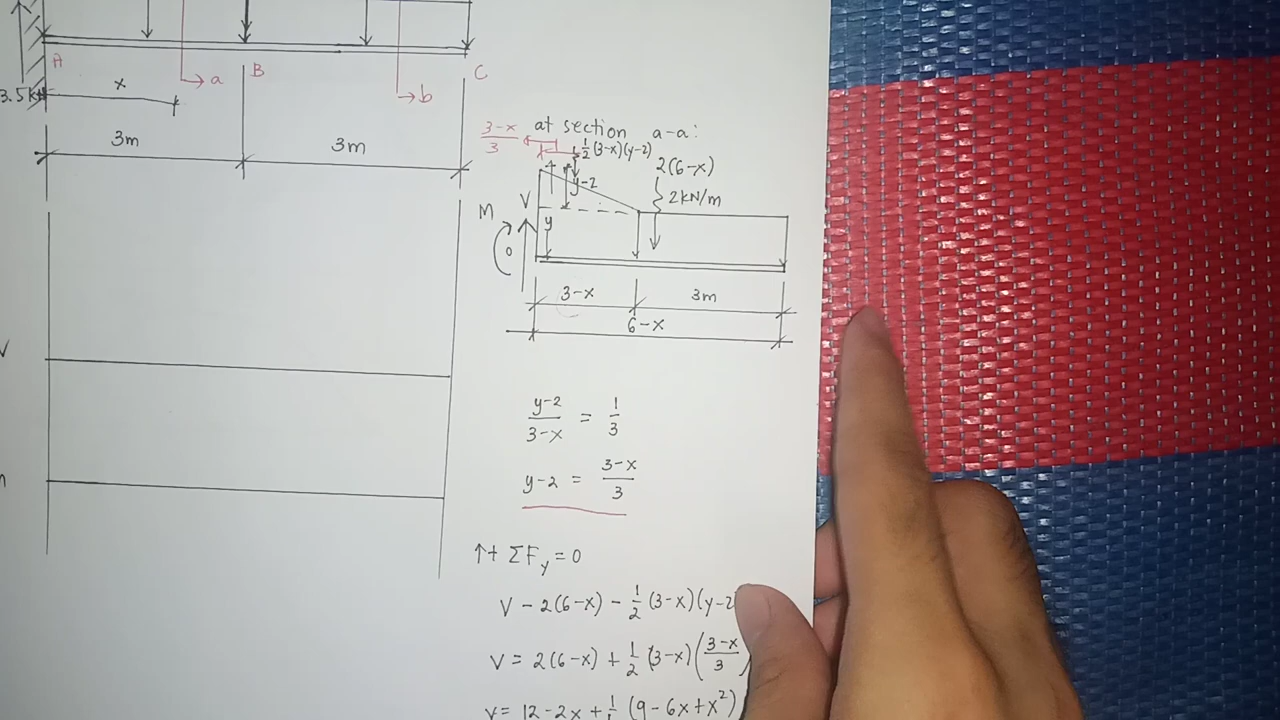 A
B
C
3.5k
x
a
b
3m
3m
at section a-a:
3-x
3
1/2 (3-x)(y-2)
2(6-x)
y-2
2kN/m
V
M
y
0
3-x
3m
6-x
V
y-2/3-x = 1/3
y-2 = 3-x/3
↑+ ΣFy = 0
V - 2(6-x) - 1/2 (3-x)(y-2
V = 2(6-x) + 1/2 (3-x)(3-x/3)
V = 12-2x + (9-6x+x²)